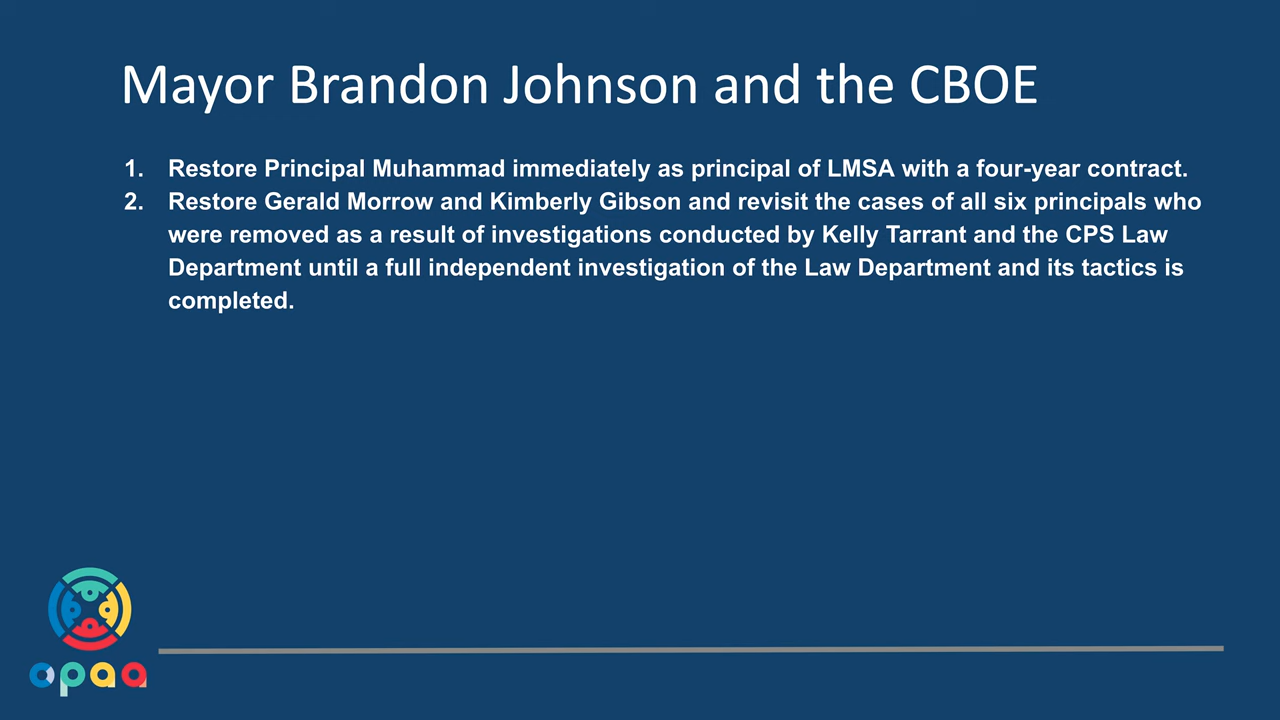 Mayor Brandon Johnson and the CBOE
1. Restore Principal Muhammad immediately as principal of LMSA with a four-year contract.
2. Restore Gerald Morrow and Kimberly Gibson and revisit the cases of all six principals who
were removed as a result of investigations conducted by Kelly Tarrant and the CPS Law
Department until a full independent investigation of the Law Department and its tactics is
completed.
cpaa